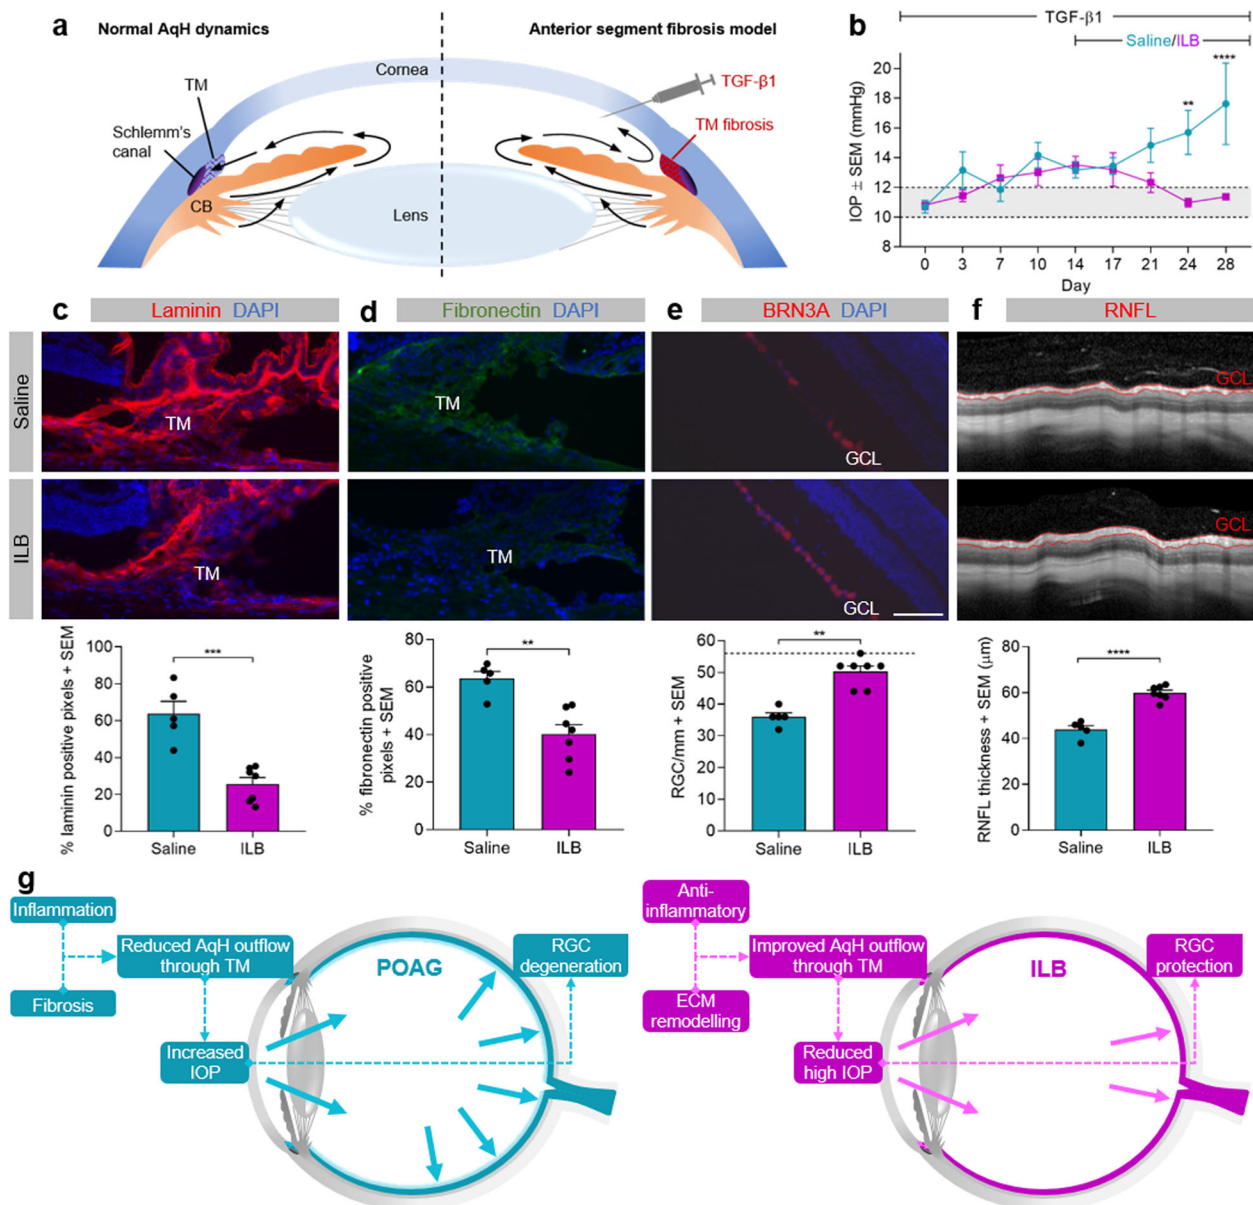 a
Normal AqH dynamics
Anterior segment fibrosis model
Cornea
TM
TGF-β1
Schlemm's
canal
TM fibrosis
CB
Lens
b
TGF-β1
Saline/ILB
****
**
IOP ± SEM (mmHg)
20
18
16
14
12
10
8
0 3 7 10 14 17 21 24 28
Day
c
Laminin DAPI
d
Fibronectin DAPI
e
BRN3A DAPI
f
RNFL
Saline
TM
TM
GCL
GCL
ILB
TM
TM
GCL
GCL
% laminin positive pixels + SEM
100
80
60
40
20
0
***
Saline ILB
% fibronectin positive
pixels + SEM
80
60
40
20
0
**
Saline ILB
RGC/mm + SEM
60
50
40
30
20
10
0
**
Saline ILB
RNFL thickness + SEM (μm)
80
60
40
20
0
****
Saline ILB
g
Inflammation
Reduced AqH outflow
through TM
Fibrosis
Increased
IOP
POAG
RGC
degeneration
Anti-
inflammatory
Improved AqH outflow
through TM
ECM
remodelling
Reduced
high IOP
ILB
RGC
protection